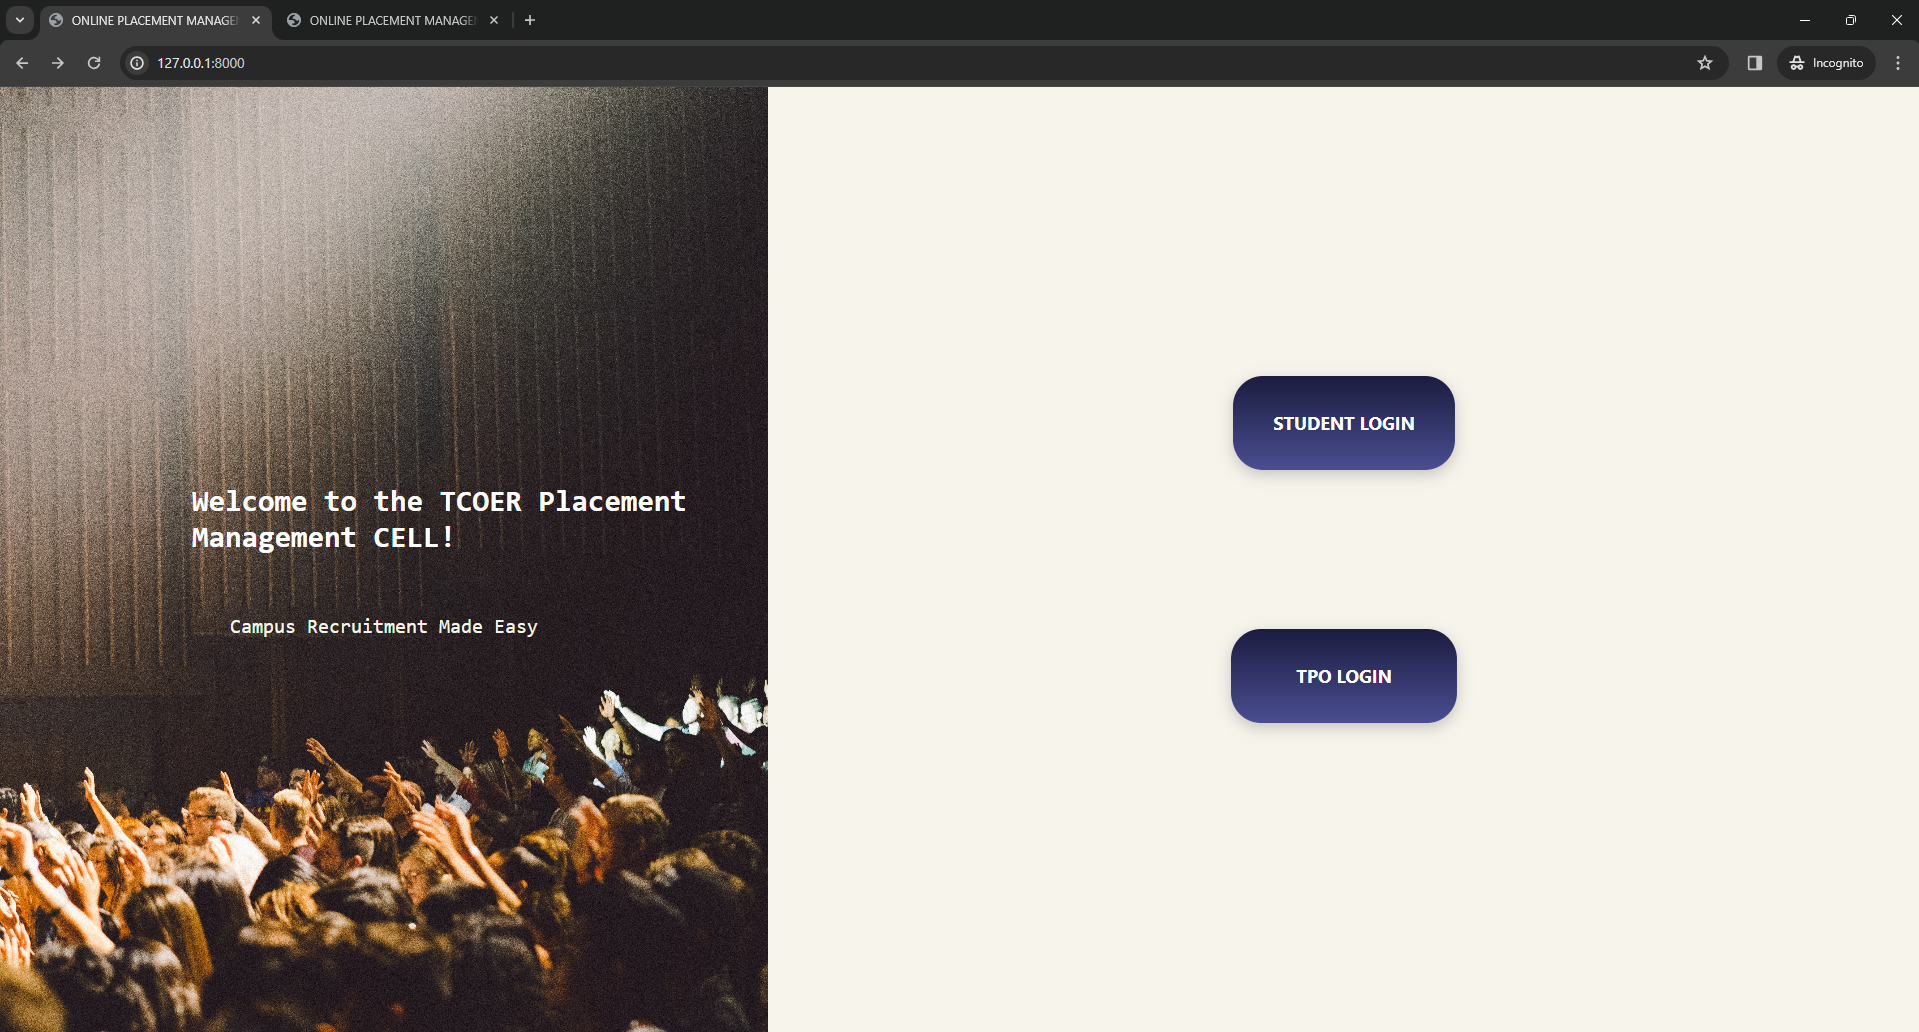 ONLINE PLACEMENT MANAGE
ONLINE PLACEMENT MANAGE
127.0.0.1:8000
Incognito
Welcome to the TCOER Placement
Management CELL!
Campus Recruitment Made Easy
STUDENT LOGIN
TPO LOGIN